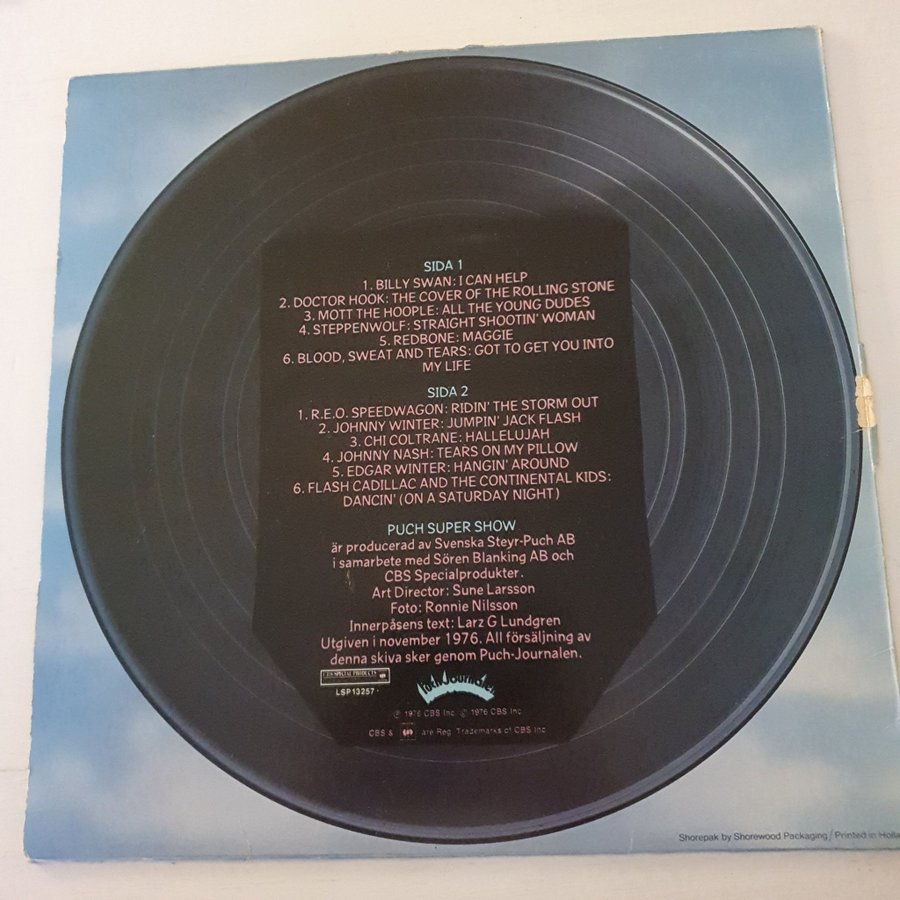 SIDA 1
1. BILLY SWAN: I CAN HELP
2. DOCTOR HOOK: THE COVER OF THE ROLLING STONE
3. MOTT THE HOOPLE: ALL THE YOUNG DUDES
4. STEPPENWOLF: STRAIGHT SHOOTIN' WOMAN
5. REDBONE: MAGGIE
6. BLOOD, SWEAT AND TEARS: GOT TO GET YOU INTO
MY LIFE
SIDA 2
1. R.E.O. SPEEDWAGON: RIDIN' THE STORM OUT
2. JOHNNY WINTER: JUMPIN' JACK FLASH
3. CHI COLTRANE: HALLELUJAH
4. JOHNNY NASH: TEARS ON MY PILLOW
5. EDGAR WINTER: HANGIN' AROUND
6. FLASH CADILLAC AND THE CONTINENTAL KIDS:
DANCIN' (ON A SATURDAY NIGHT)
PUCH SUPER SHOW
är producerad av Svenska Steyr-Puch AB
i samarbete med Sören Blanking AB och
CBS Specialprodukter.
Art Director: Sune Larsson
Foto: Ronnie Nilsson
Innerpåsens text: Larz G Lundgren
Utgiven i november 1976. All försäljning av
denna skiva sker genom Puch-Journalen.
CBS SPECIAL PRODUCTS
LSP 13257
Puch Journalen
℗ 1976 CBS Inc. © 1976 CBS Inc.
CBS & are Reg. Trademarks of CBS Inc.
Shorepak by Shorewood Packaging / Printed in Holla